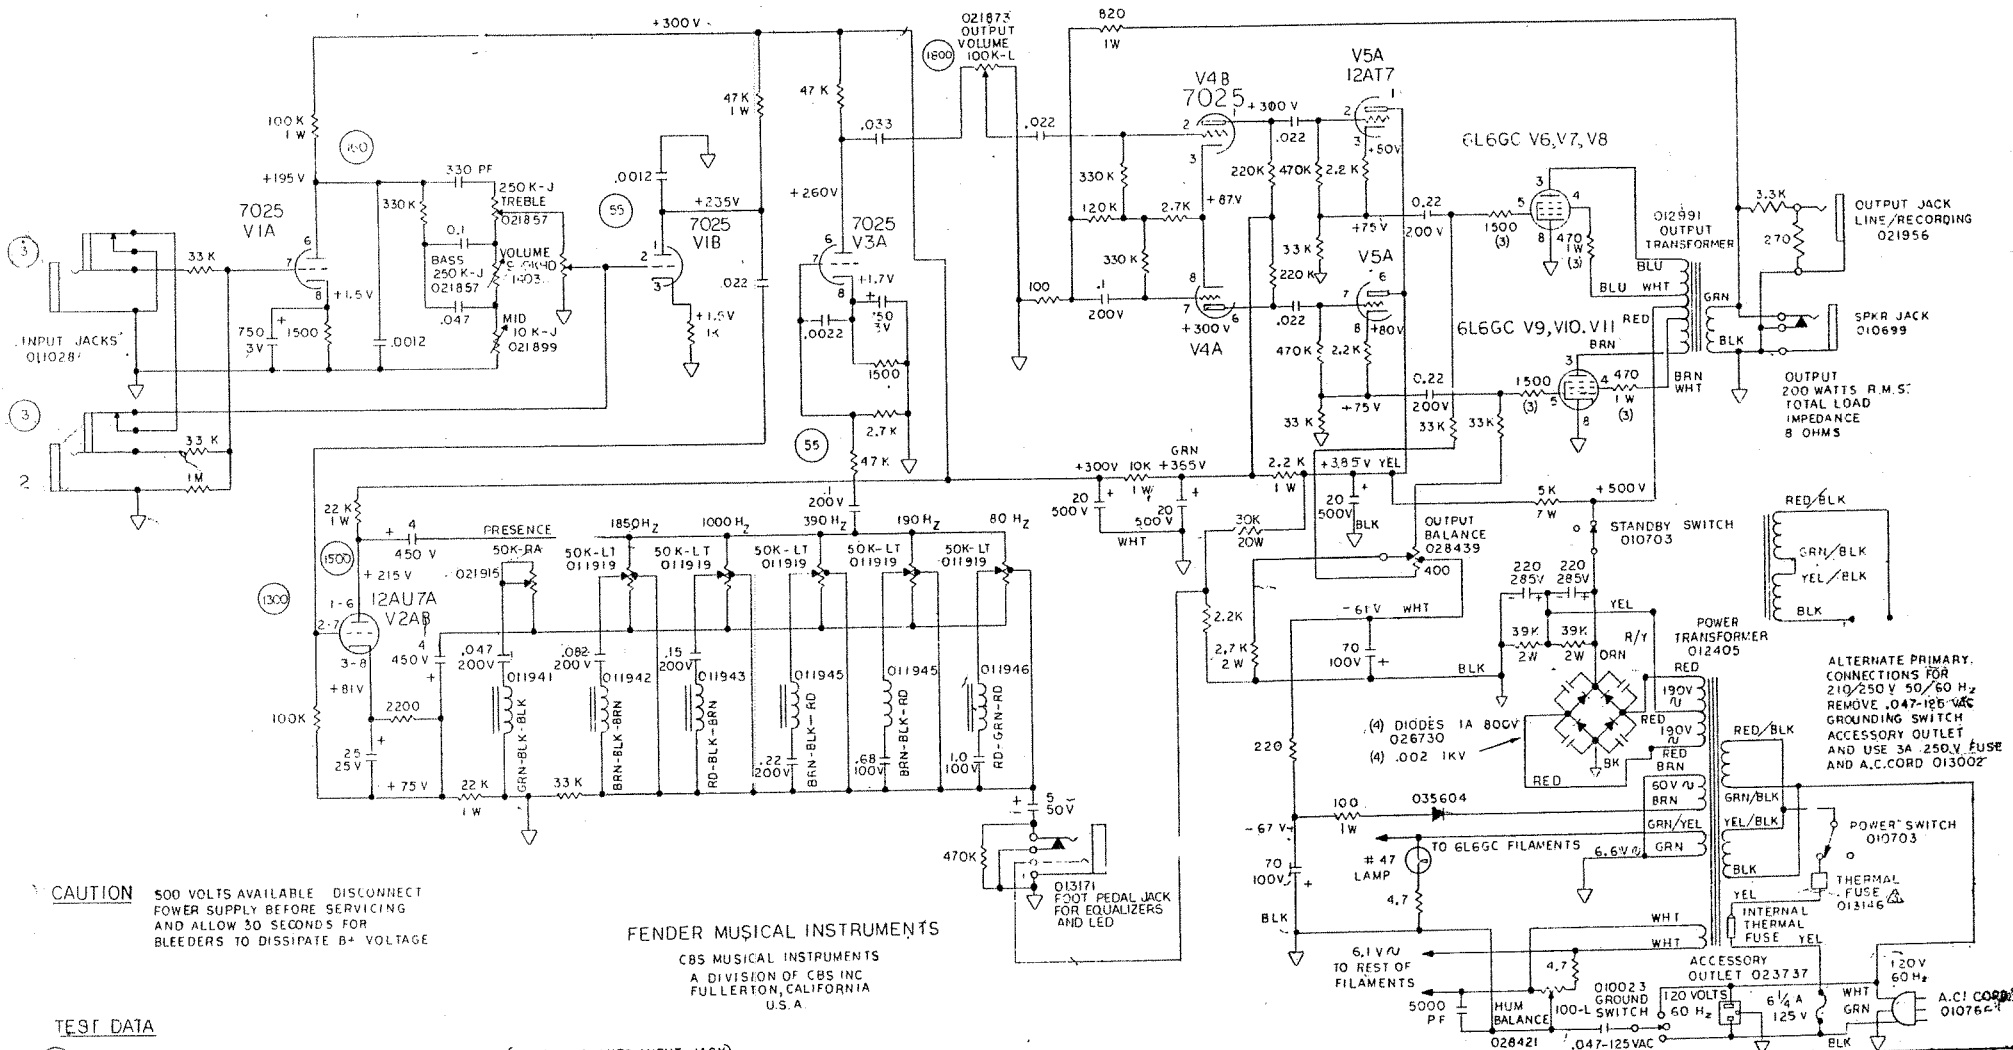 +300V
021873
OUTPUT
VOLUME
100K-L
1800
820
1W
V5A
12AT7
V4B
7025
+300V
47K
1W
47K
100K
1W
.033
.022
.022
+50V
6L6GC V6,V7,V8
330 PF
250K-J
TREBLE
021857
.0012
+195V
330K
7025
V1A
55
+235V
7025
V1B
+260V
7025
V3A
330K
120K
2.7K
+87V
220K
470K
2.2K
+75V
0.22
200V
1500
(3)
470
1W
(3)
012991
OUTPUT
TRANSFORMER
3.3K
270
OUTPUT JACK
LINE/RECORDING
021956
BLU
BLU
WHT
RED
GRN
BLK
SPKR JACK
010699
3
33K
0.1
BASS
250K-J
021857
VOLUME
.047
MID
10K-J
021899
+1.5V
750
3V
1500
.0012
INPUT JACKS
+1.5V
1K
.022
+1.7V
.0022
1500
2.7K
100
.1
200V
330K
+300V
V4A
.022
220K
33K
V5A
+80V
470K
2.2K
+75V
33K
0.22
200V
6L6GC V9,V10,V11
BRN
1500
(3)
470
1W
(3)
BRN
WHT
OUTPUT
200 WATTS R.M.S.
TOTAL LOAD
IMPEDANCE
8 OHMS
3
33K
1M
2
55
47K
.1
200V
33K
33K
+300V
10K
1W
GRN
+365V
2.2K
1W
+385V YEL
20
500V
20
500V
WHT
20
500V
BLK
5K
7W
+500V
STANDBY SWITCH
010703
RED/BLK
GRN/BLK
YEL/BLK
BLK
22K
1W
4
450V
PRESENCE
50K-RA
021915
1850Hz
50K-LT
011919
1000Hz
50K-LT
011919
390Hz
50K-LT
011919
190Hz
50K-LT
011919
80Hz
50K-LT
011919
1500
+215V
12AU7A
V2AB
1300
1-6
2-7
3-8
+81V
4
450V
2200
100K
25
25V
+75V
22K
1W
33K
.047
200V
011941
GRN-BLK-BLK
.082
200V
011942
BRN-BLK-BRN
.15
200V
011943
RD-BLK-BRN
011945
.22
200V
BRN-BLK-RD
011945
.68
100V
BRN-BLK-RD
011946
1.0
100V
RD-GRN-RD
30K
20W
OUTPUT
BALANCE
028439
400
2.2K
2.7K
2W
-61V
WHT
70
100V
BLK
220
285V
220
285V
YEL
39K
2W
39K
2W
R/Y
ORN
POWER
TRANSFORMER
012405
RED
190V
RED
190V
RED
BRN
60V
BRN
ALTERNATE PRIMARY
CONNECTIONS FOR
210/250V 50/60 Hz
REMOVE .047-125 VAC
GROUNDING SWITCH
ACCESSORY OUTLET
AND USE 3A 250V FUSE
AND A.C.CORD 013002
(4) DIODES 1A 800V
026730
(4) .002 1KV
RED
BK
220
100
1W
035604
-67V
70
100V
BLK
TO 6L6GC FILAMENTS
#47
LAMP
4.7
GRN/YEL
6.6V
GRN
RED/BLK
GRN/BLK
YEL/BLK
BLK
POWER SWITCH
010703
THERMAL
FUSE
013146
YEL
INTERNAL
THERMAL
FUSE
YEL
5
50V
470K
013171
FOOT PEDAL JACK
FOR EQUALIZERS
AND LED
WHT
WHT
6.1V
TO REST OF
FILAMENTS
4.7
5000
PF
HUM
BALANCE
028421
100-L
010023
GROUND
SWITCH
.047-125VAC
ACCESSORY
OUTLET 023737
120 VOLTS
60 Hz
6 1/4 A
125V
120V
60Hz
WHT
GRN
BLK
CAUTION
500 VOLTS AVAILABLE DISCONNECT
POWER SUPPLY BEFORE SERVICING
AND ALLOW 30 SECONDS FOR
BLEEDERS TO DISSIPATE B+ VOLTAGE
FENDER MUSICAL INSTRUMENTS
CBS MUSICAL INSTRUMENTS
A DIVISION OF CBS INC
FULLERTON, CALIFORNIA
U.S.A.
TEST DATA